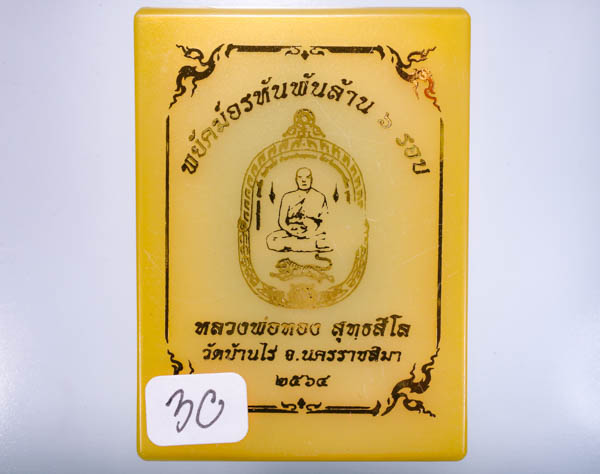 พยัคฆ์อรหันพันล้าน ๖ รอบ
หลวงพ่อทอง สุทฺธสีโล
วัดบ้านไร่ จ.นครราชสิมา
๒๕๖๔
30